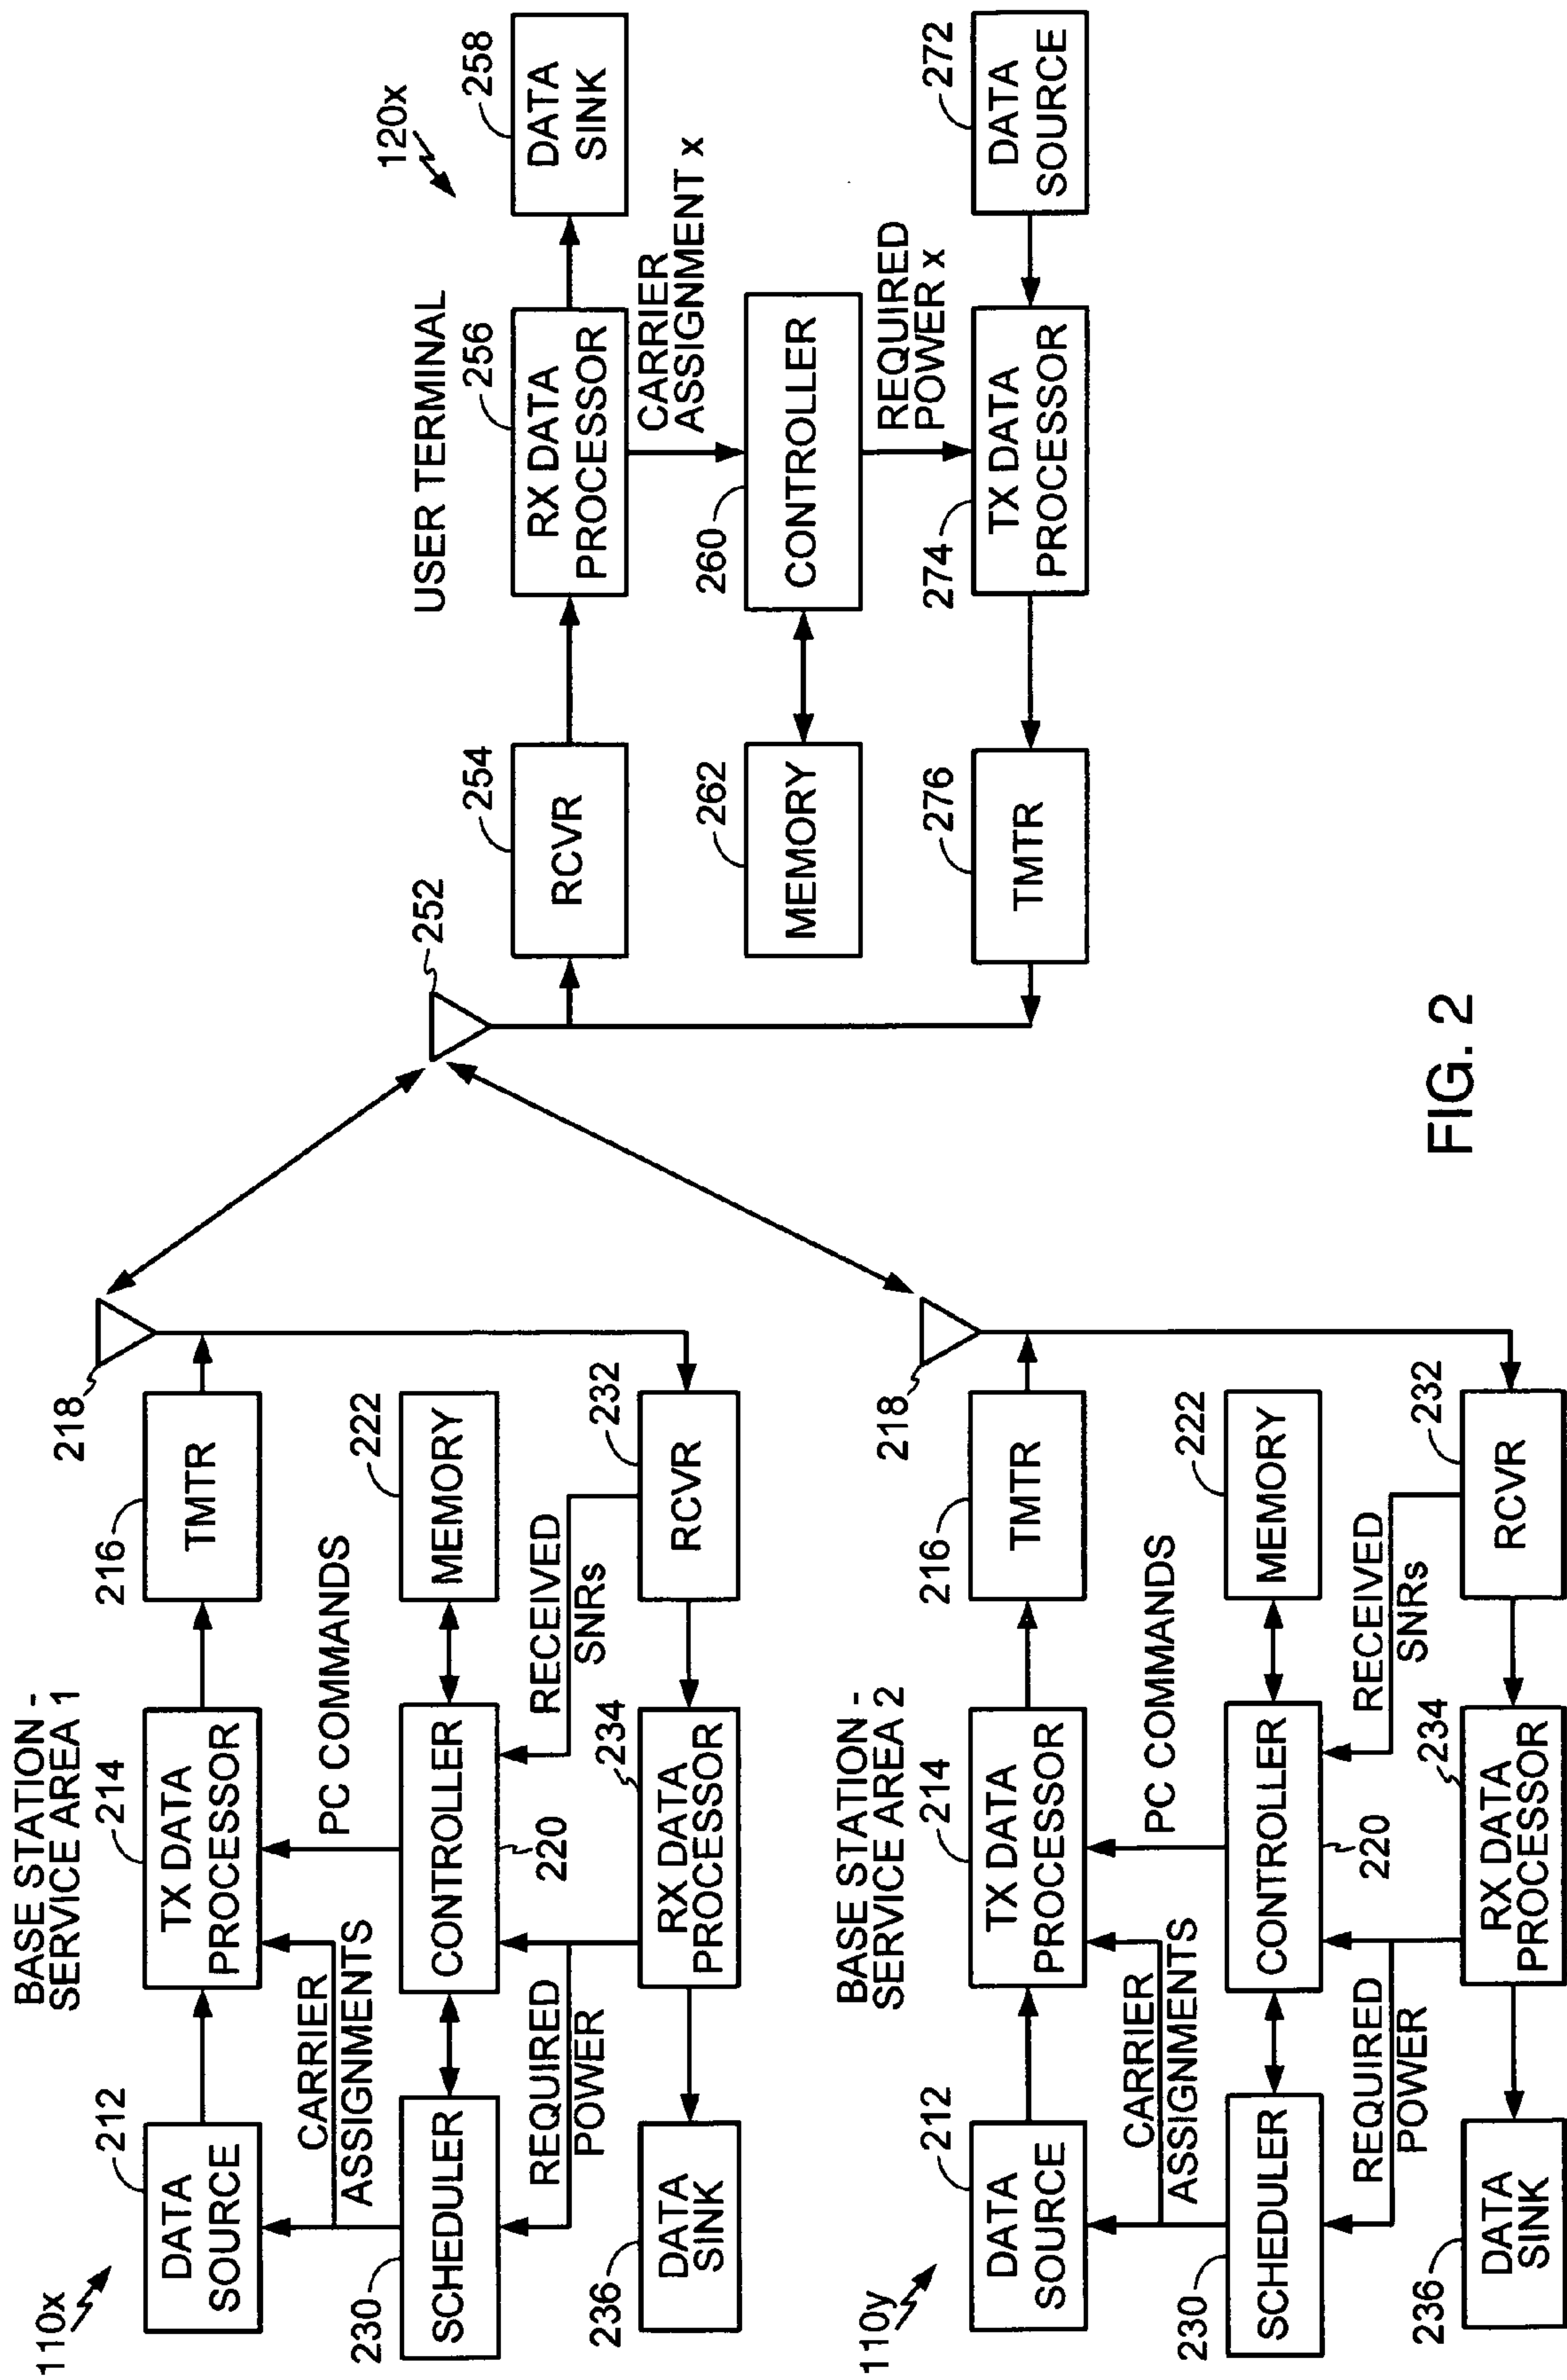 110x
BASE STATION -
SERVICE AREA 1
212
DATA
SOURCE
214
TX DATA
PROCESSOR
216
TMTR
218
CARRIER
ASSIGNMENTS
PC COMMANDS
230
SCHEDULER
CONTROLLER
220
222
MEMORY
REQUIRED
POWER
RECEIVED
SNRs
236
DATA
SINK
234
RX DATA
PROCESSOR
232
RCVR
110y
BASE STATION -
SERVICE AREA 2
212
DATA
SOURCE
214
TX DATA
PROCESSOR
216
TMTR
218
CARRIER
ASSIGNMENTS
PC COMMANDS
230
SCHEDULER
CONTROLLER
220
222
MEMORY
REQUIRED
POWER
RECEIVED
SNRs
236
DATA
SINK
234
RX DATA
PROCESSOR
232
RCVR
120x
USER TERMINAL
252
254
RCVR
256
RX DATA
PROCESSOR
258
DATA
SINK
CARRIER
ASSIGNMENT x
262
MEMORY
260
CONTROLLER
REQUIRED
POWER x
276
TMTR
274
TX DATA
PROCESSOR
272
DATA
SOURCE
FIG. 2